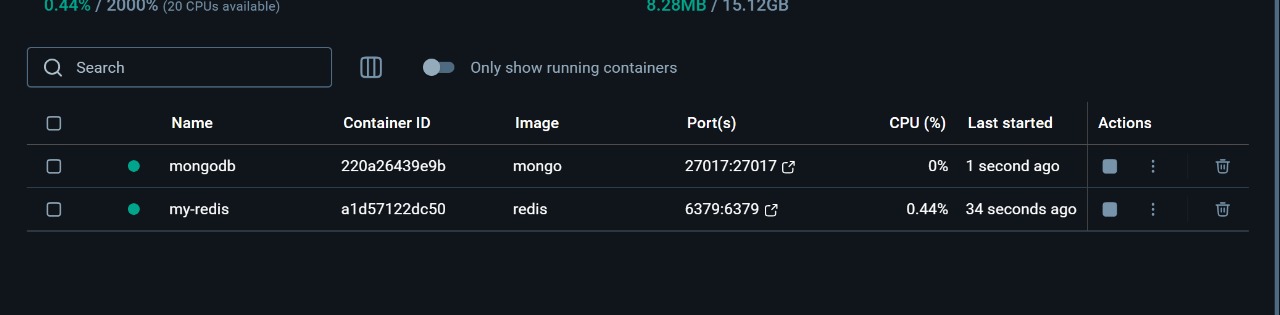 0.44% / 2000% (20 CPUs available) 8.28MB / 15.12GB
Search Only show running containers
Name Container ID Image Port(s) CPU (%) Last started Actions
mongodb 220a26439e9b mongo 27017:27017 0% 1 second ago
my-redis a1d57122dc50 redis 6379:6379 0.44% 34 seconds ago